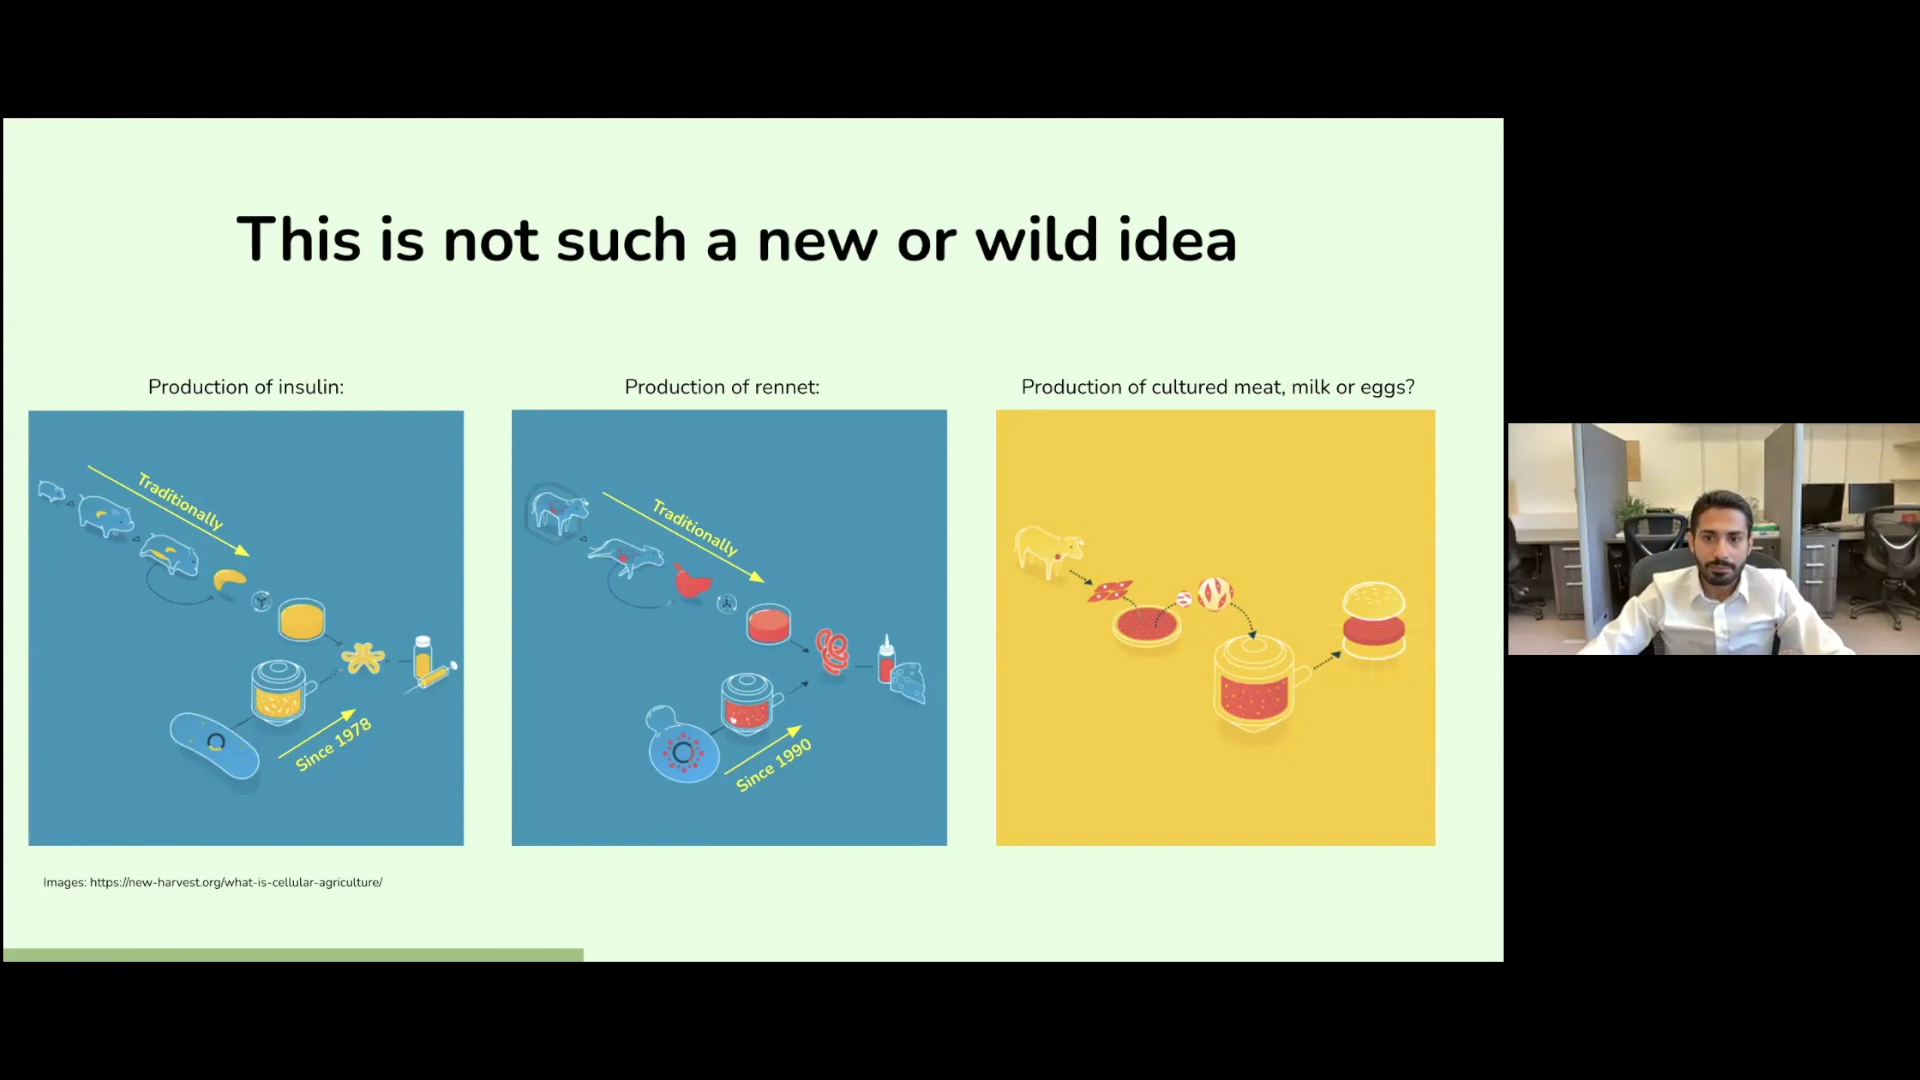 This is not such a new or wild idea
Production of insulin:
Traditionally
Since 1978
Production of rennet:
Traditionally
Since 1990
Production of cultured meat, milk or eggs?
Images: https://new-harvest.org/what-is-cellular-agriculture/